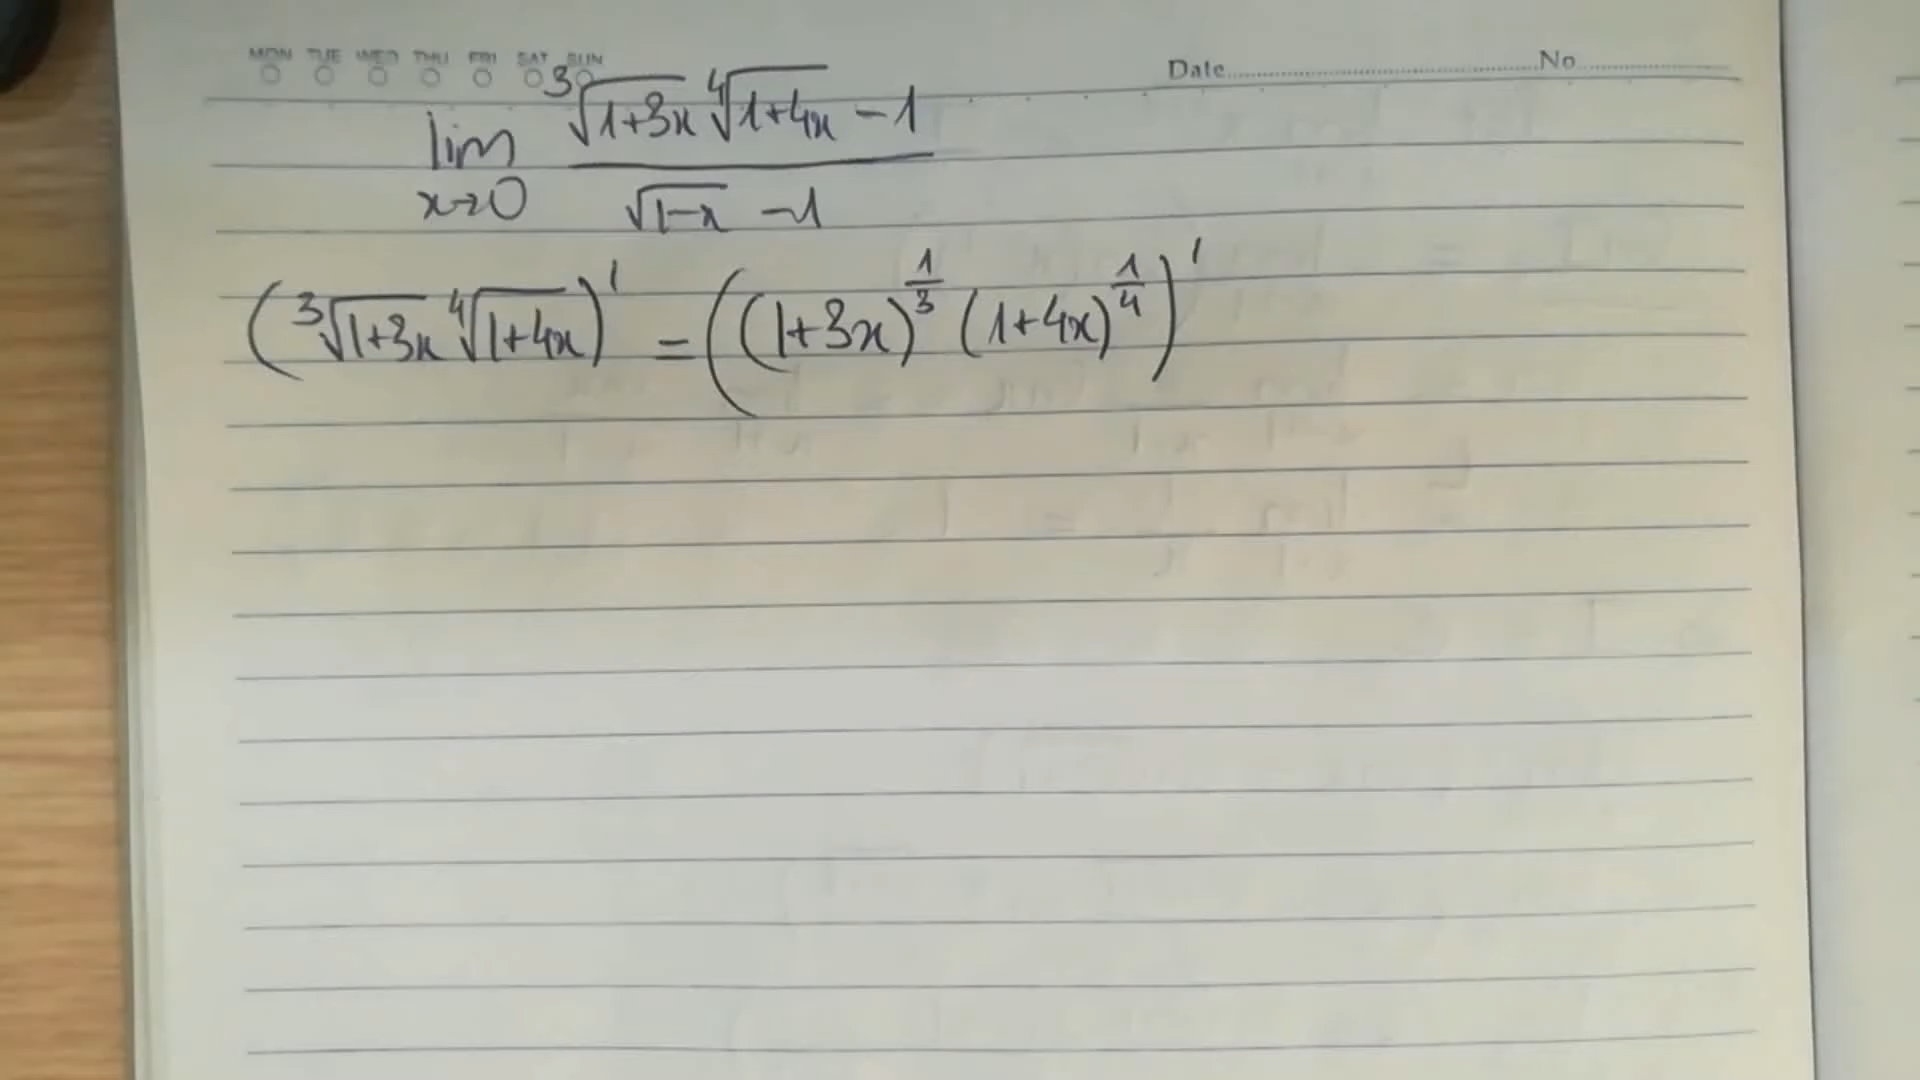 MON TUE WED THU FRI SAT SUN
Date No
lim x→0 (∛(1+3x) ∜(1+4x) − 1) / (√(1−x) − 1)
(∛(1+3x) ∜(1+4x))' = ((1+3x)^(1/3) (1+4x)^(1/4))'